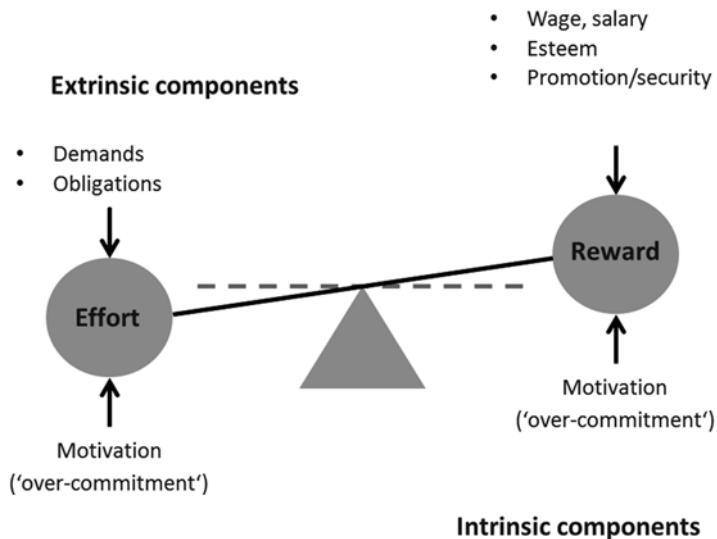 • Wage, salary
• Esteem
• Promotion/security
Extrinsic components
• Demands
• Obligations
Reward
Effort
Motivation
(‘over-commitment‘)
Motivation
(‘over-commitment‘)
Intrinsic components